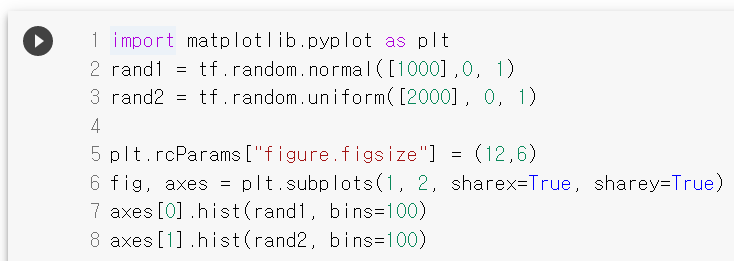 1 import matplotlib.pyplot as plt
2 rand1 = tf.random.normal([1000],0, 1)
3 rand2 = tf.random.uniform([2000], 0, 1)
4
5 plt.rcParams["figure.figsize"] = (12,6)
6 fig, axes = plt.subplots(1, 2, sharex=True, sharey=True)
7 axes[0].hist(rand1, bins=100)
8 axes[1].hist(rand2, bins=100)